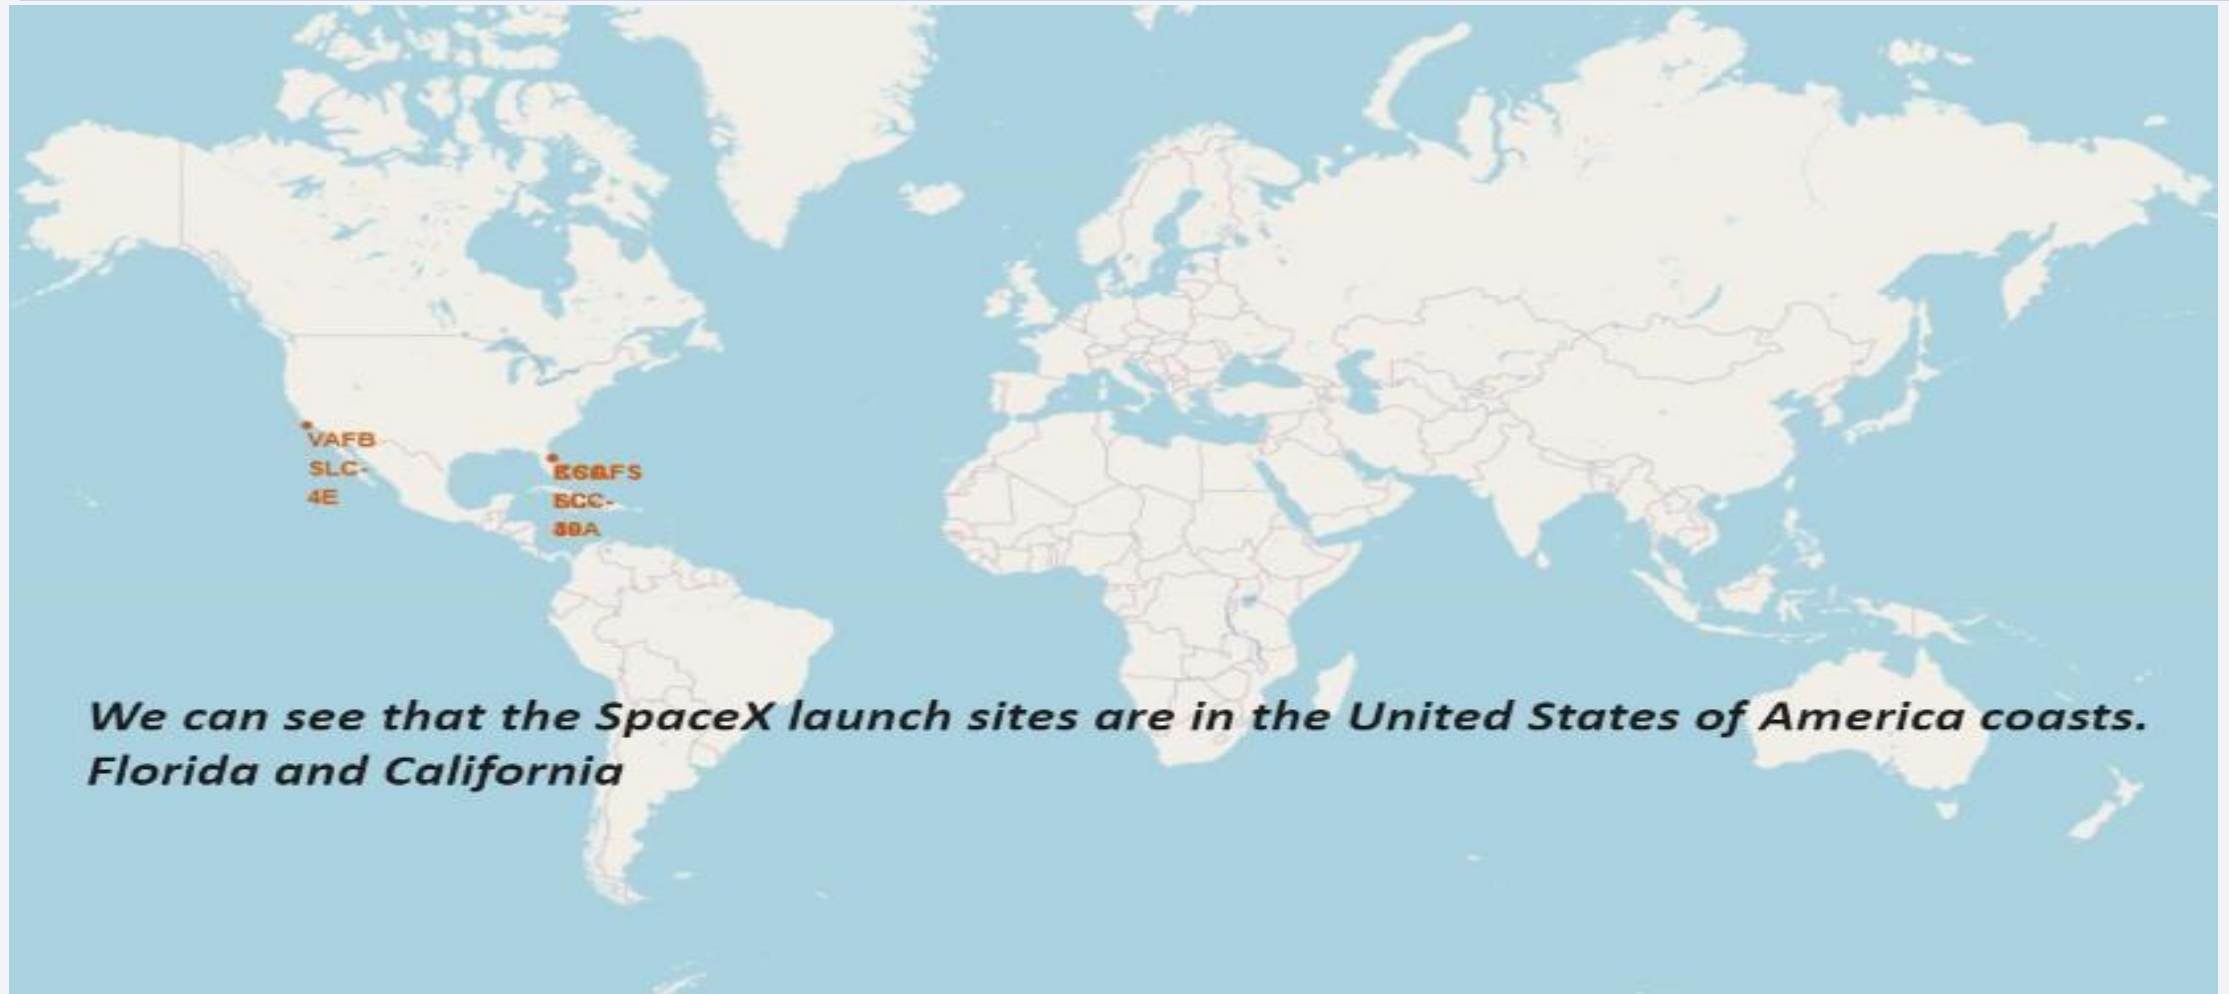 VAFB
SLC-
4E
We can see that the SpaceX launch sites are in the United States of America coasts.
Florida and California